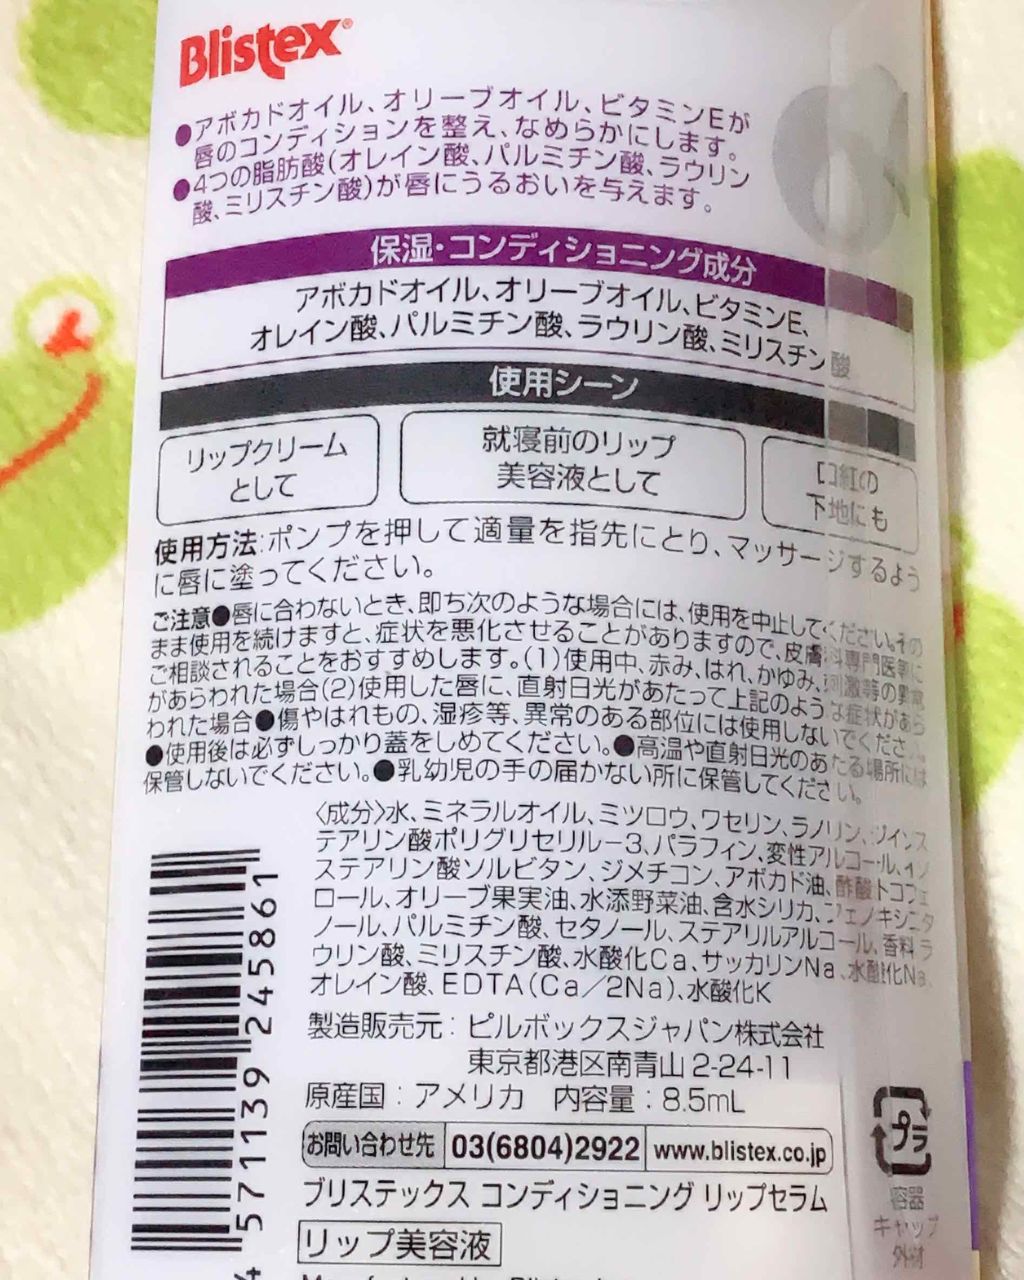 Blistex®
●アボカドオイル、オリーブオイル、ビタミンEが
唇のコンディションを整え、なめらかにします。
●4つの脂肪酸(オレイン酸、パルミチン酸、ラウリン
酸、ミリスチン酸)が唇にうるおいを与えます。
保湿・コンディショニング成分
アボカドオイル、オリーブオイル、ビタミンE、
オレイン酸、パルミチン酸、ラウリン酸、ミリスチン酸
使用シーン
リップクリーム
として
就寝前のリップ
美容液として
口紅の
下地にも
使用方法:ポンプを押して適量を指先にとり、マッサージするよう
に唇に塗ってください。
ご注意●唇に合わないとき、即ち次のような場合には、使用を中止してください。その
まま使用を続けますと、症状を悪化させることがありますので、皮膚科専門医等に
ご相談されることをおすすめします。(1)使用中、赤み、はれ、かゆみ、刺激等の異常
があらわれた場合(2)使用した唇に、直射日光があたって上記のような症状があら
われた場合●傷やはれもの、湿疹等、異常のある部位には使用しないでください。
●使用後は必ずしっかり蓋をしめてください。●高温や直射日光のあたる場所には
保管しないでください。●乳幼児の手の届かない所に保管してください。
〈成分〉水、ミネラルオイル、ミツロウ、ワセリン、ラノリン、ジイソス
テアリン酸ポリグリセリル-3、パラフィン、変性アルコール、イソ
ステアリン酸ソルビタン、ジメチコン、アボカド油、酢酸トコフェ
ロール、オリーブ果実油、水添野菜油、含水シリカ、フェノキシエタ
ノール、パルミチン酸、セタノール、ステアリルアルコール、香料、ラ
ウリン酸、ミリスチン酸、水酸化Ca、サッカリンNa、水酸化Na、
オレイン酸、EDTA(Ca/2Na)、水酸化K
製造販売元:ピルボックスジャパン株式会社
東京都港区南青山 2-24-11
原産国:アメリカ 内容量:8.5mL
お問い合わせ先 03(6804)2922 www.blistex.co.jp
ブリステックス コンディショニング リップセラム
リップ美容液
4 571139 245861
プラ
容器
キャップ
外材